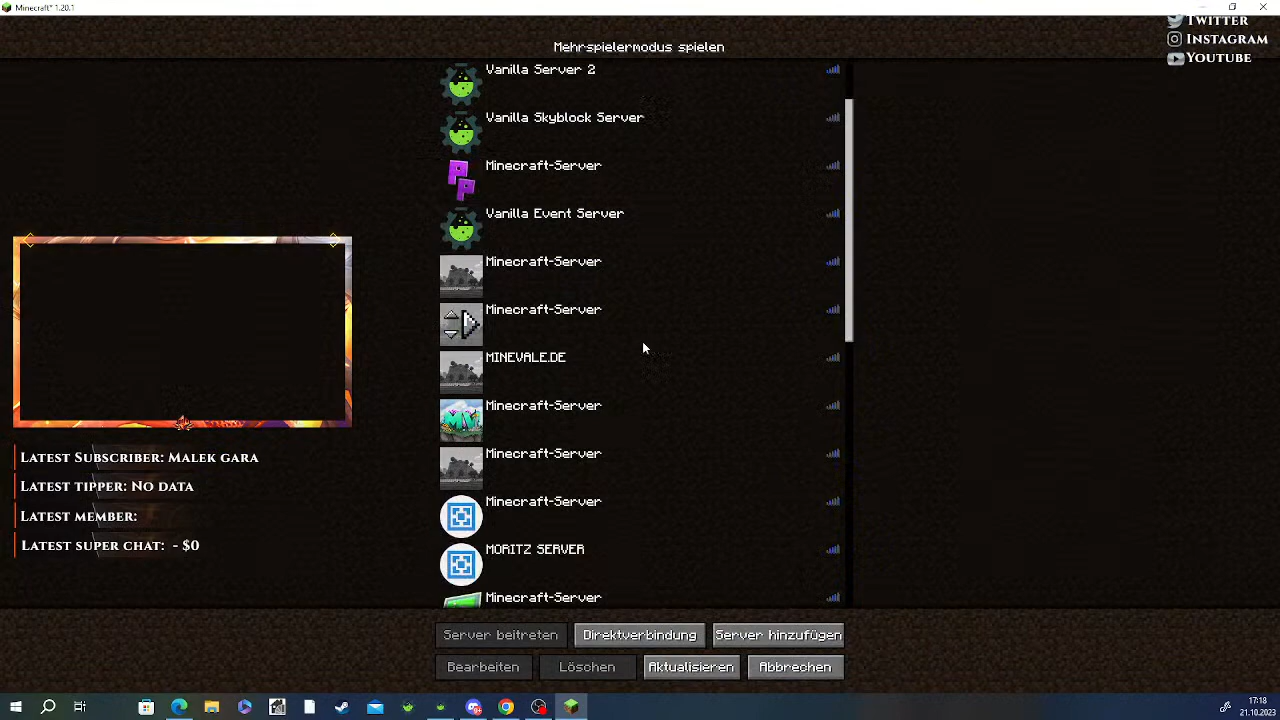 Minecraft* 1.20.1
Twitter
Instagram
YouTube
Mehrspielermodus spielen
Vanilla Server 2
Vanilla Skyblock Server
Minecraft-Server
Vanilla Event Server
Minecraft-Server
Minecraft-Server
MINEVALE.DE
Minecraft-Server
Minecraft-Server
Minecraft-Server
MORITZ SERVER
Minecraft-Server
Latest Subscriber: Malek gara
Latest tipper: No data
Latest member:
Latest super chat: - $0
Server beitreten Direktverbindung Server hinzufügen
Bearbeiten Löschen Aktualisieren Abbrechen
17:18
21.10.2023